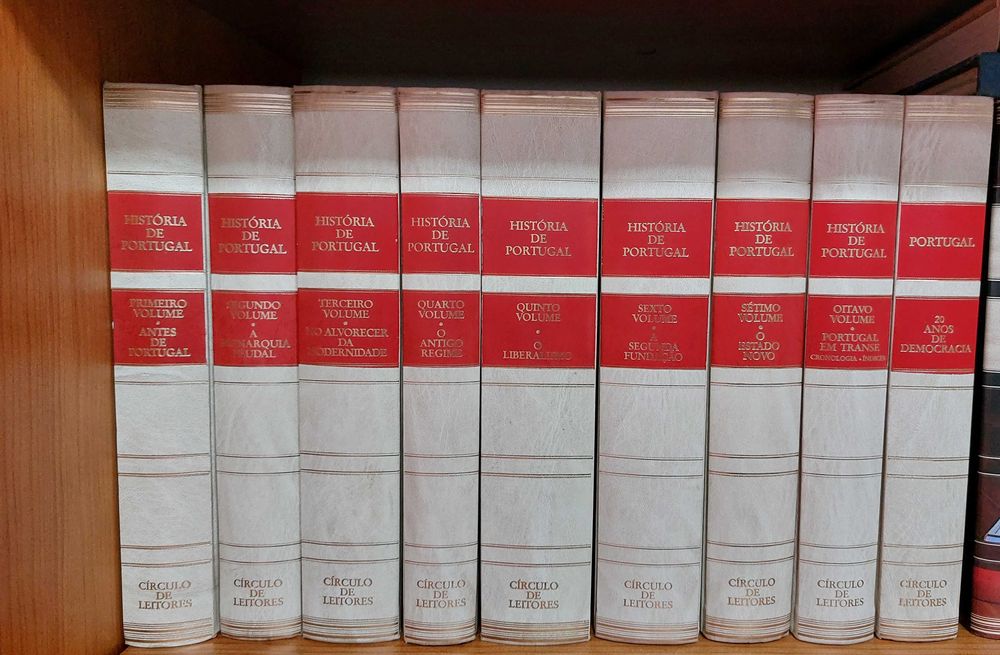 HISTÓRIA
DE
PORTUGAL
PRIMEIRO
VOLUME
•
ANTES
DE
PORTUGAL
CÍRCULO
DE
LEITORES
HISTÓRIA
DE
PORTUGAL
SEGUNDO
VOLUME
•
A
MONARQUIA
FEUDAL
CÍRCULO
DE
LEITORES
HISTÓRIA
DE
PORTUGAL
TERCEIRO
VOLUME
•
NO ALVORECER
DA
MODERNIDADE
CÍRCULO
DE
LEITORES
HISTÓRIA
DE
PORTUGAL
QUARTO
VOLUME
•
O
ANTIGO
REGIME
CÍRCULO
DE
LEITORES
HISTÓRIA
DE
PORTUGAL
QUINTO
VOLUME
•
O
LIBERALISMO
CÍRCULO
DE
LEITORES
HISTÓRIA
DE
PORTUGAL
SEXTO
VOLUME
•
A
SEGUNDA
FUNDAÇÃO
CÍRCULO
DE
LEITORES
HISTÓRIA
DE
PORTUGAL
SÉTIMO
VOLUME
•
O
ESTADO
NOVO
CÍRCULO
DE
LEITORES
HISTÓRIA
DE
PORTUGAL
OITAVO
VOLUME
•
PORTUGAL
EM TRANSE
CRONOLOGIA • ÍNDICES
CÍRCULO
DE
LEITORES
PORTUGAL
20
ANOS
DE
DEMOCRACIA
CÍRCULO
DE
LEITORES